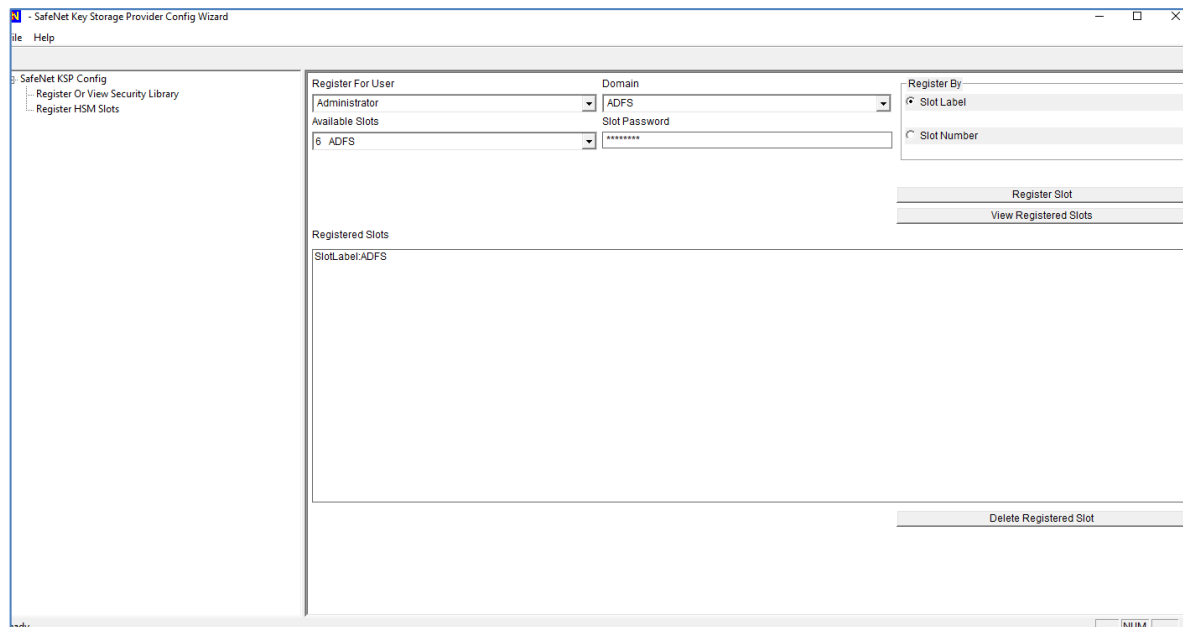 N - SafeNet Key Storage Provider Config Wizard
ile Help
SafeNet KSP Config
Register Or View Security Library
Register HSM Slots
Register For User
Domain
Administrator
ADFS
Available Slots
Slot Password
6 ADFS
********
Register By
Slot Label
Slot Number
Register Slot
View Registered Slots
Registered Slots
SlotLabel:ADFS
Delete Registered Slot
eady
NUM